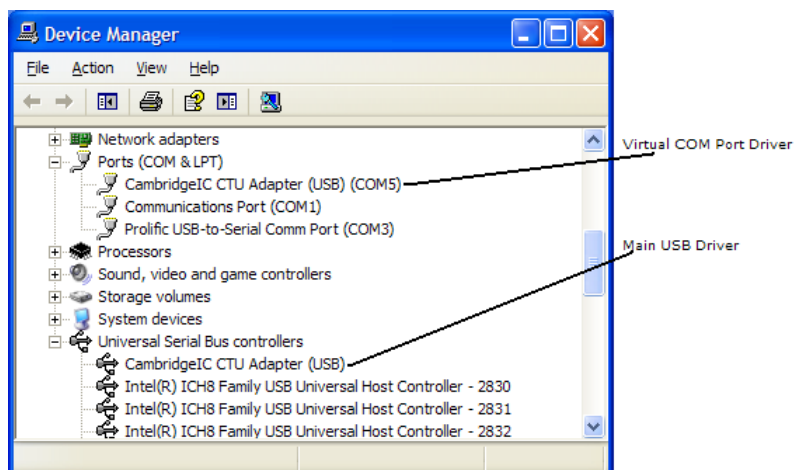 Device Manager
File Action View Help
Network adapters
Ports (COM & LPT)
CambridgeIC CTU Adapter (USB) (COM5)
Virtual COM Port Driver
Communications Port (COM1)
Prolific USB-to-Serial Comm Port (COM3)
Processors
Main USB Driver
Sound, video and game controllers
Storage volumes
System devices
Universal Serial Bus controllers
CambridgeIC CTU Adapter (USB)
Intel(R) ICH8 Family USB Universal Host Controller - 2830
Intel(R) ICH8 Family USB Universal Host Controller - 2831
Intel(R) ICH8 Family USB Universal Host Controller - 2832